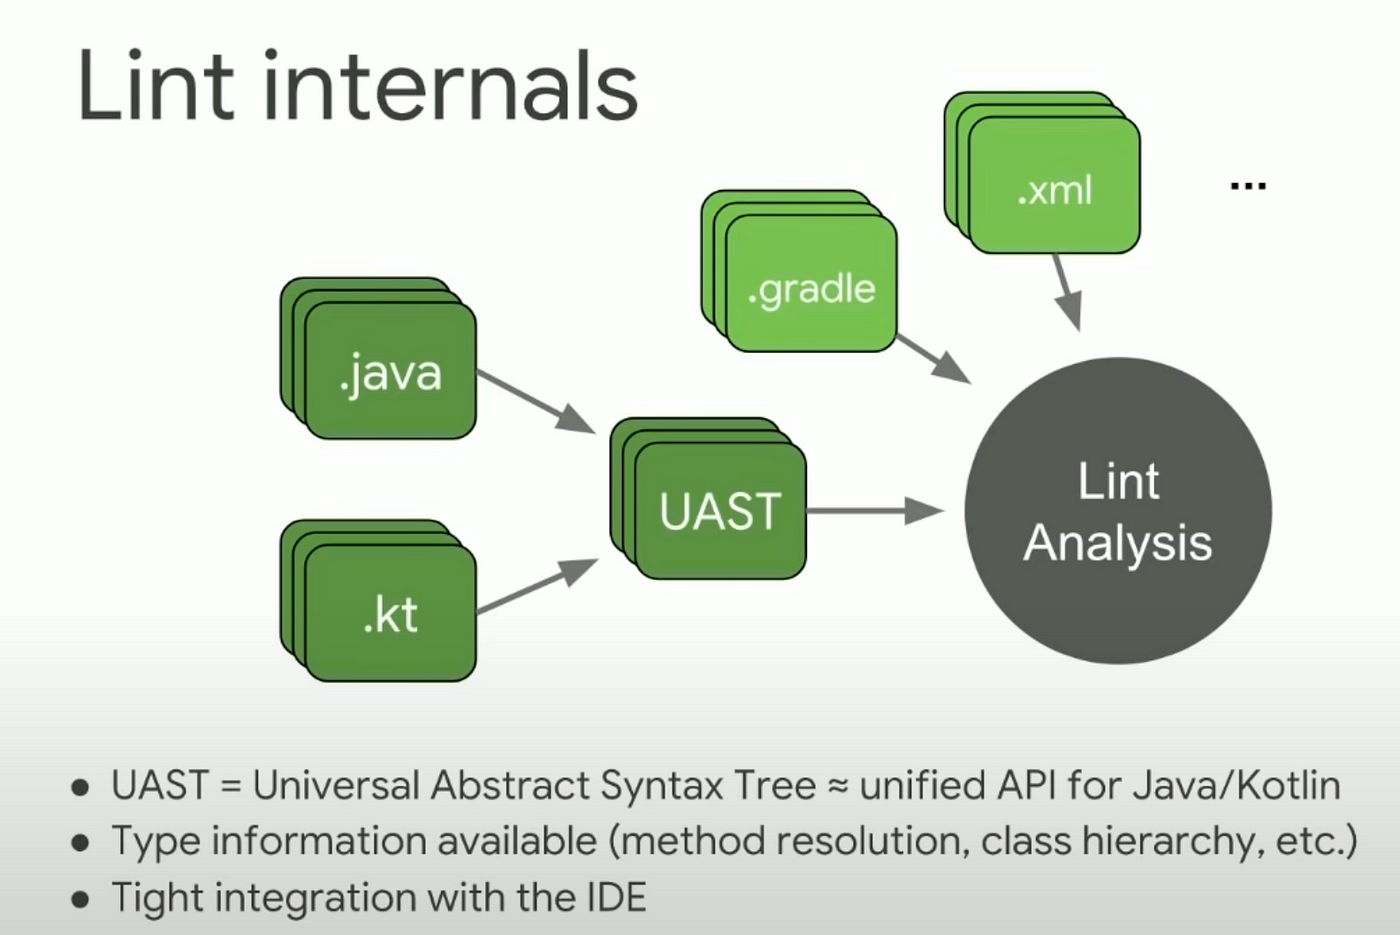 Lint internals
.xml
...
.gradle
.java
UAST
Lint
Analysis
.kt
● UAST = Universal Abstract Syntax Tree ≈ unified API for Java/Kotlin
● Type information available (method resolution, class hierarchy, etc.)
● Tight integration with the IDE